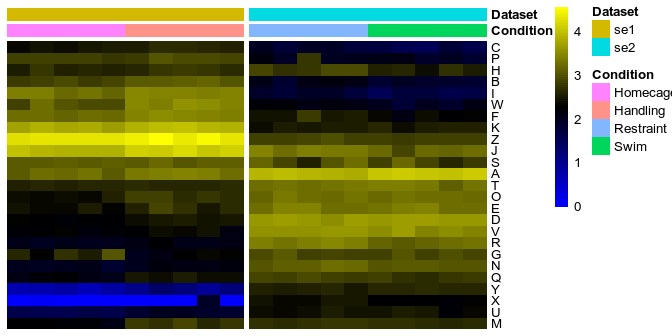 Dataset
Condition
C
P
H
B
I
W
F
K
Z
J
S
A
T
O
E
D
V
R
G
N
Q
Y
X
U
M
4
3
2
1
0
Dataset
se1
se2
Condition
Homecage
Handling
Restraint
Swim